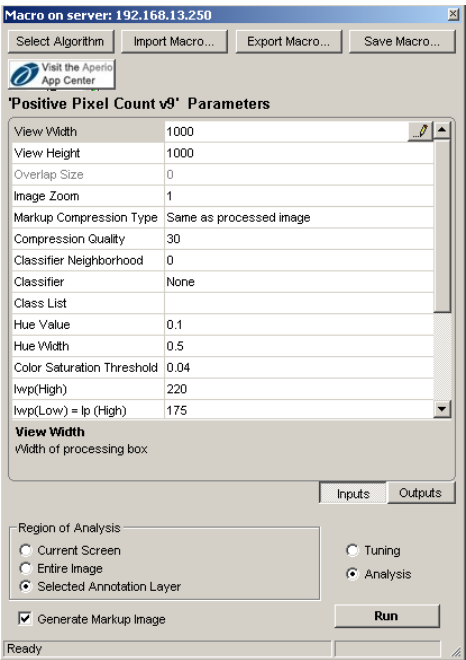 Macro on server: 192.168.13.250
Select Algorithm Import Macro... Export Macro... Save Macro...
Visit the Aperio
App Center
'Positive Pixel Count v9' Parameters
View Width 1000
View Height 1000
Overlap Size 0
Image Zoom 1
Markup Compression Type Same as processed image
Compression Quality 30
Classifier Neighborhood 0
Classifier None
Class List
Hue Value 0.1
Hue Width 0.5
Color Saturation Threshold 0.04
Iwp(High) 220
Iwp(Low) = Ip (High) 175
View Width
Width of processing box
Inputs Outputs
Region of Analysis
Current Screen Tuning
Entire Image
Analysis
Selected Annotation Layer
Generate Markup Image Run
Ready